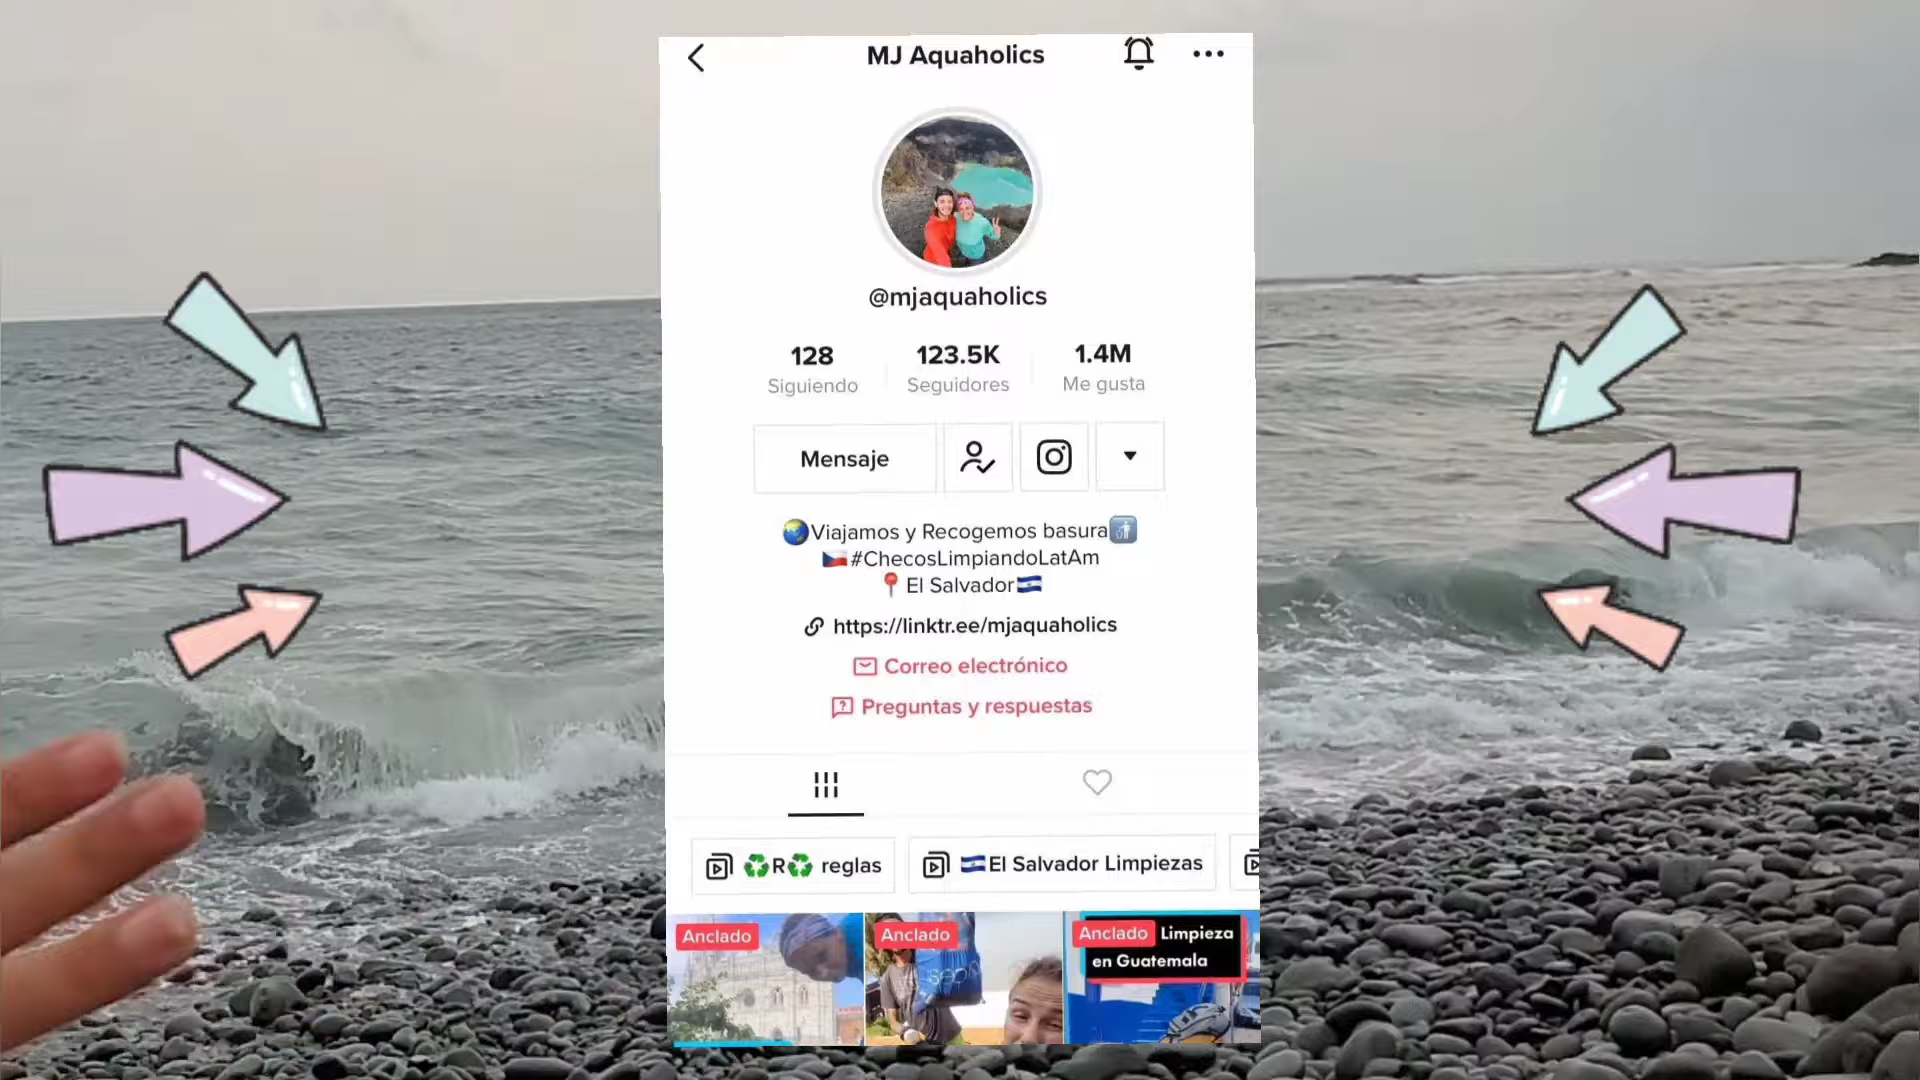 MJ Aquaholics
@mjaquaholics
128
Siguiendo
123.5K
Seguidores
1.4M
Me gusta
Mensaje
🌏Viajamos y Recogemos basura🚮
🇨🇿#ChecosLimpiandoLatAm
📍El Salvador🇸🇻
https://linktr.ee/mjaquaholics
Correo electrónico
Preguntas y respuestas
♻️R♻️ reglas
🇸🇻El Salvador Limpiezas
Anclado
Anclado
Anclado Limpieza
en Guatemala